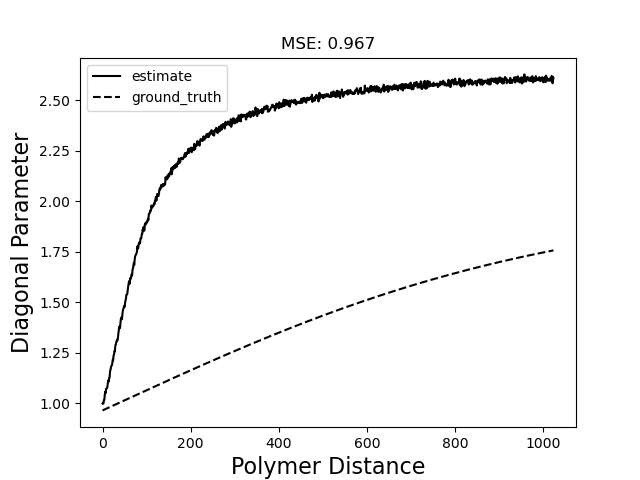 MSE: 0.967
estimate
ground_truth
Diagonal Parameter
2.50
2.25
2.00
1.75
1.50
1.25
1.00
0 200 400 600 800 1000
Polymer Distance